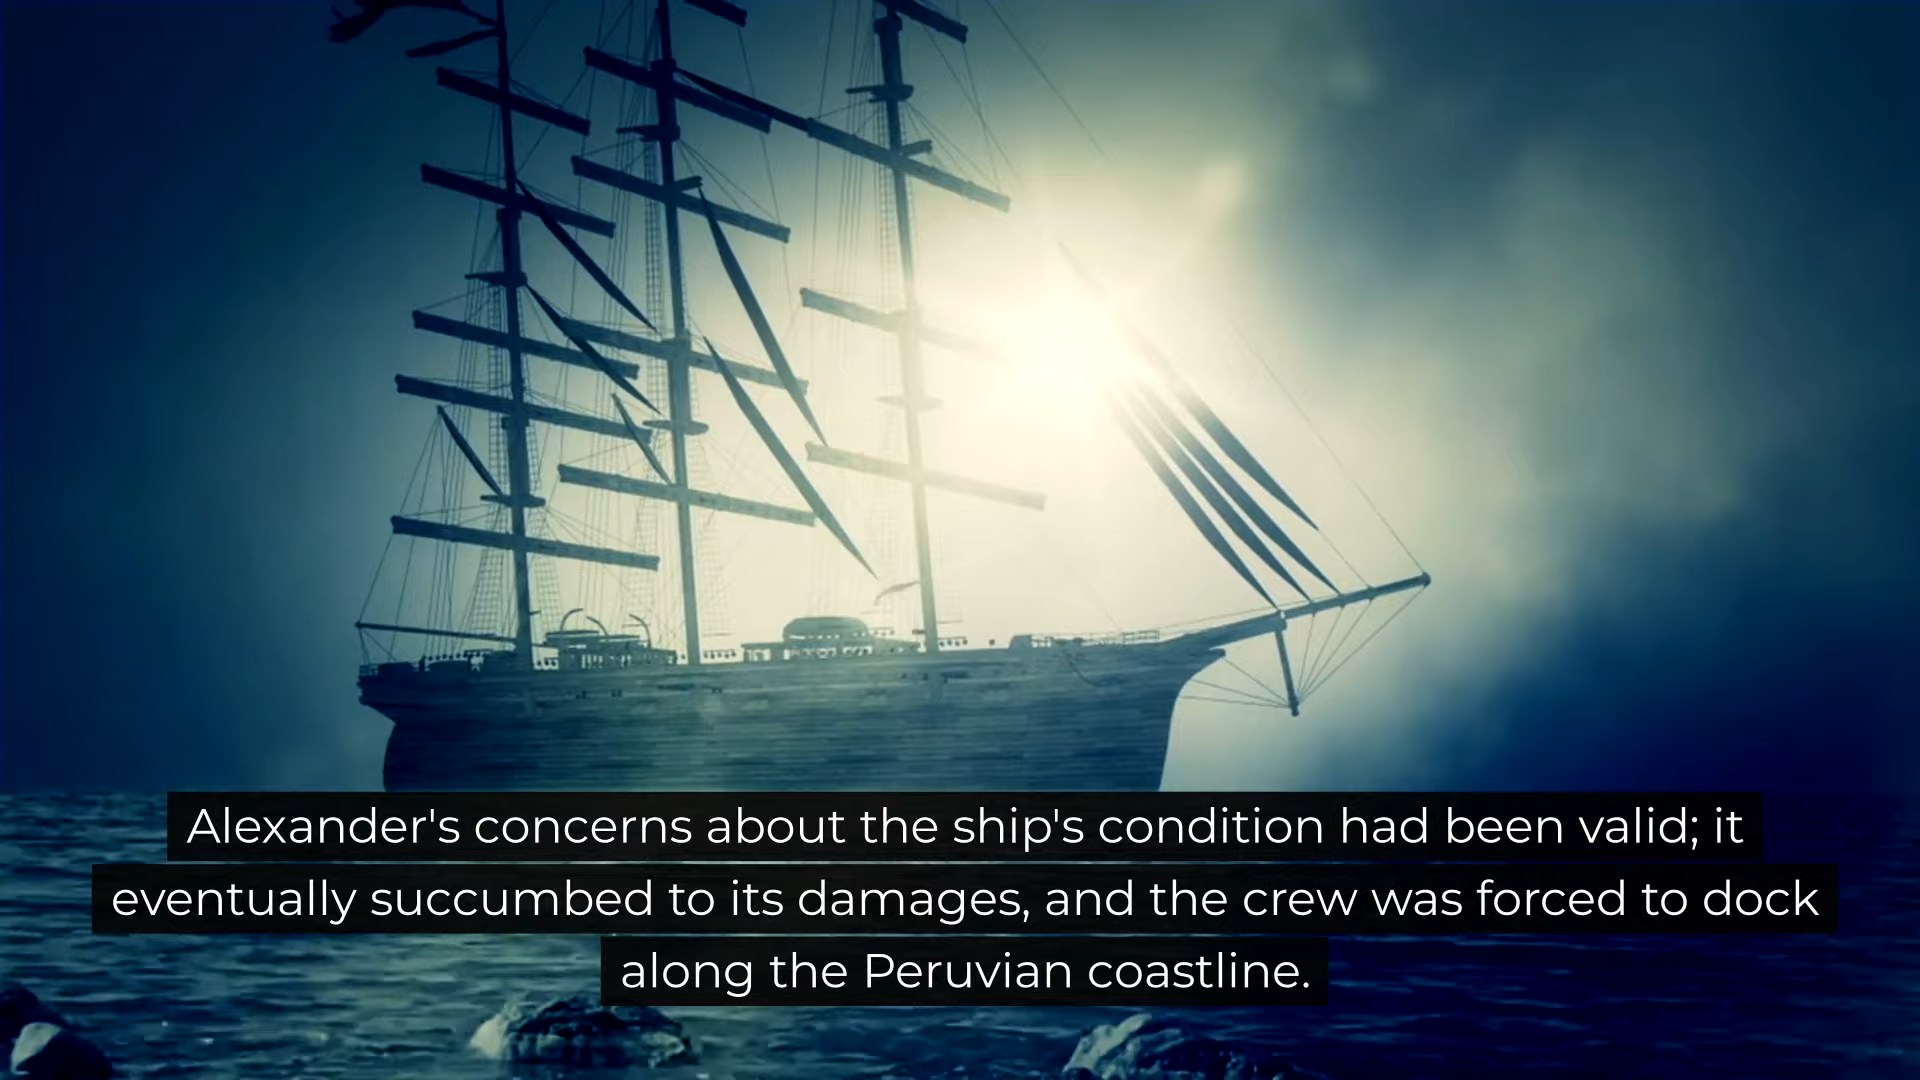 Alexander's concerns about the ship's condition had been valid; it
eventually succumbed to its damages, and the crew was forced to dock
along the Peruvian coastline.